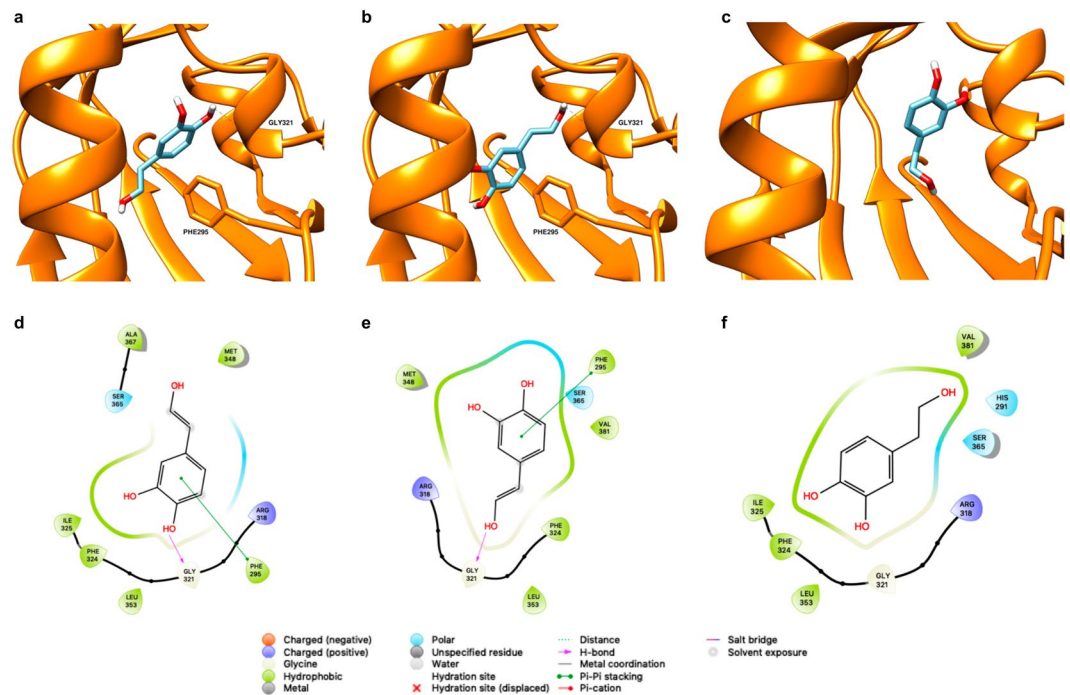 a
b
c
GLY321
PHE295
GLY321
PHE295
d
e
f
ALA
367
MET
348
SER
365
OH
HO
OH
ILE
325
PHE
324
LEU
353
GLY
321
ARG
318
PHE
295
MET
348
PHE
295
SER
365
VAL
381
OH
HO
HO
ARG
318
GLY
321
PHE
324
LEU
353
VAL
381
HIS
291
SER
365
OH
HO
HO
ARG
318
ILE
325
PHE
324
LEU
353
GLY
321
Charged (negative)
Charged (positive)
Glycine
Hydrophobic
Metal
Polar
Unspecified residue
Water
Hydration site
Hydration site (displaced)
Distance
H-bond
Metal coordination
Pi-Pi stacking
Pi-cation
Salt bridge
Solvent exposure